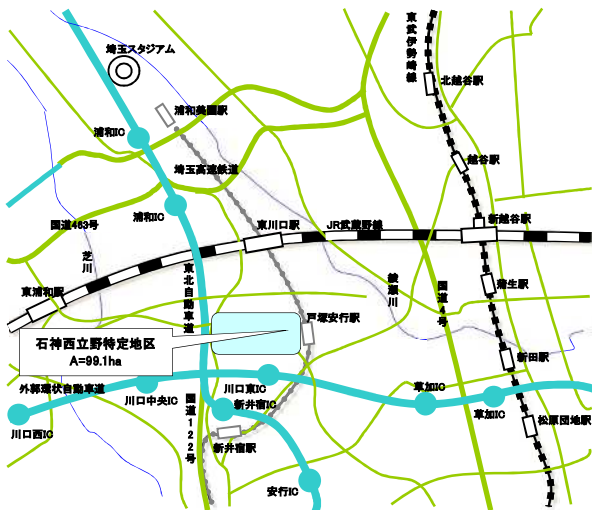 埼玉スタジアム
東武伊勢崎線
北越谷駅
浦和美園駅
浦和IC
越谷駅
埼玉高速鉄道
浦和IC
国道463号
東川口駅
JR武蔵野線
新越谷駅
芝川
東北自動車道
綾瀬川
国道4号
蒲生駅
東浦和駅
戸塚安行駅
石神西立野特定地区
A=99.1ha
新田駅
外郭環状自動車道
川口東IC
川口中央IC
国道122号
新井宿IC
草加IC
草加IC
川口西IC
新井宿駅
松原団地駅
安行IC